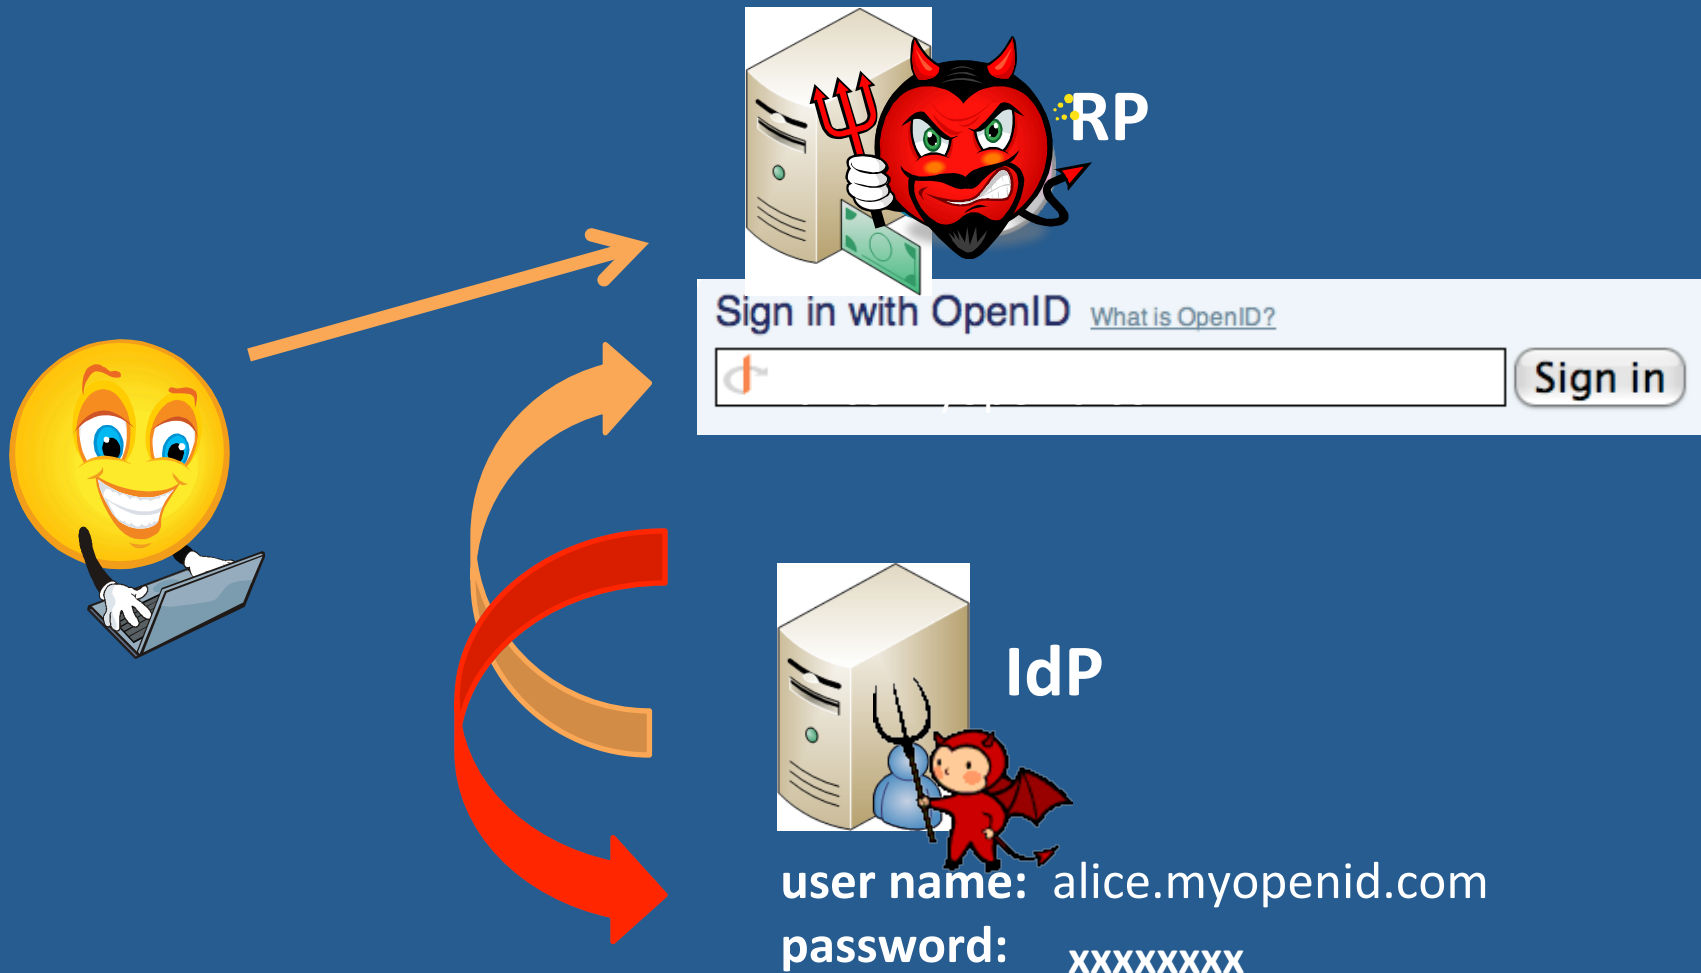 RP
Sign in with OpenID What is OpenID?
Sign in
IdP
user name: alice.myopenid.com
password: xxxxxxxx